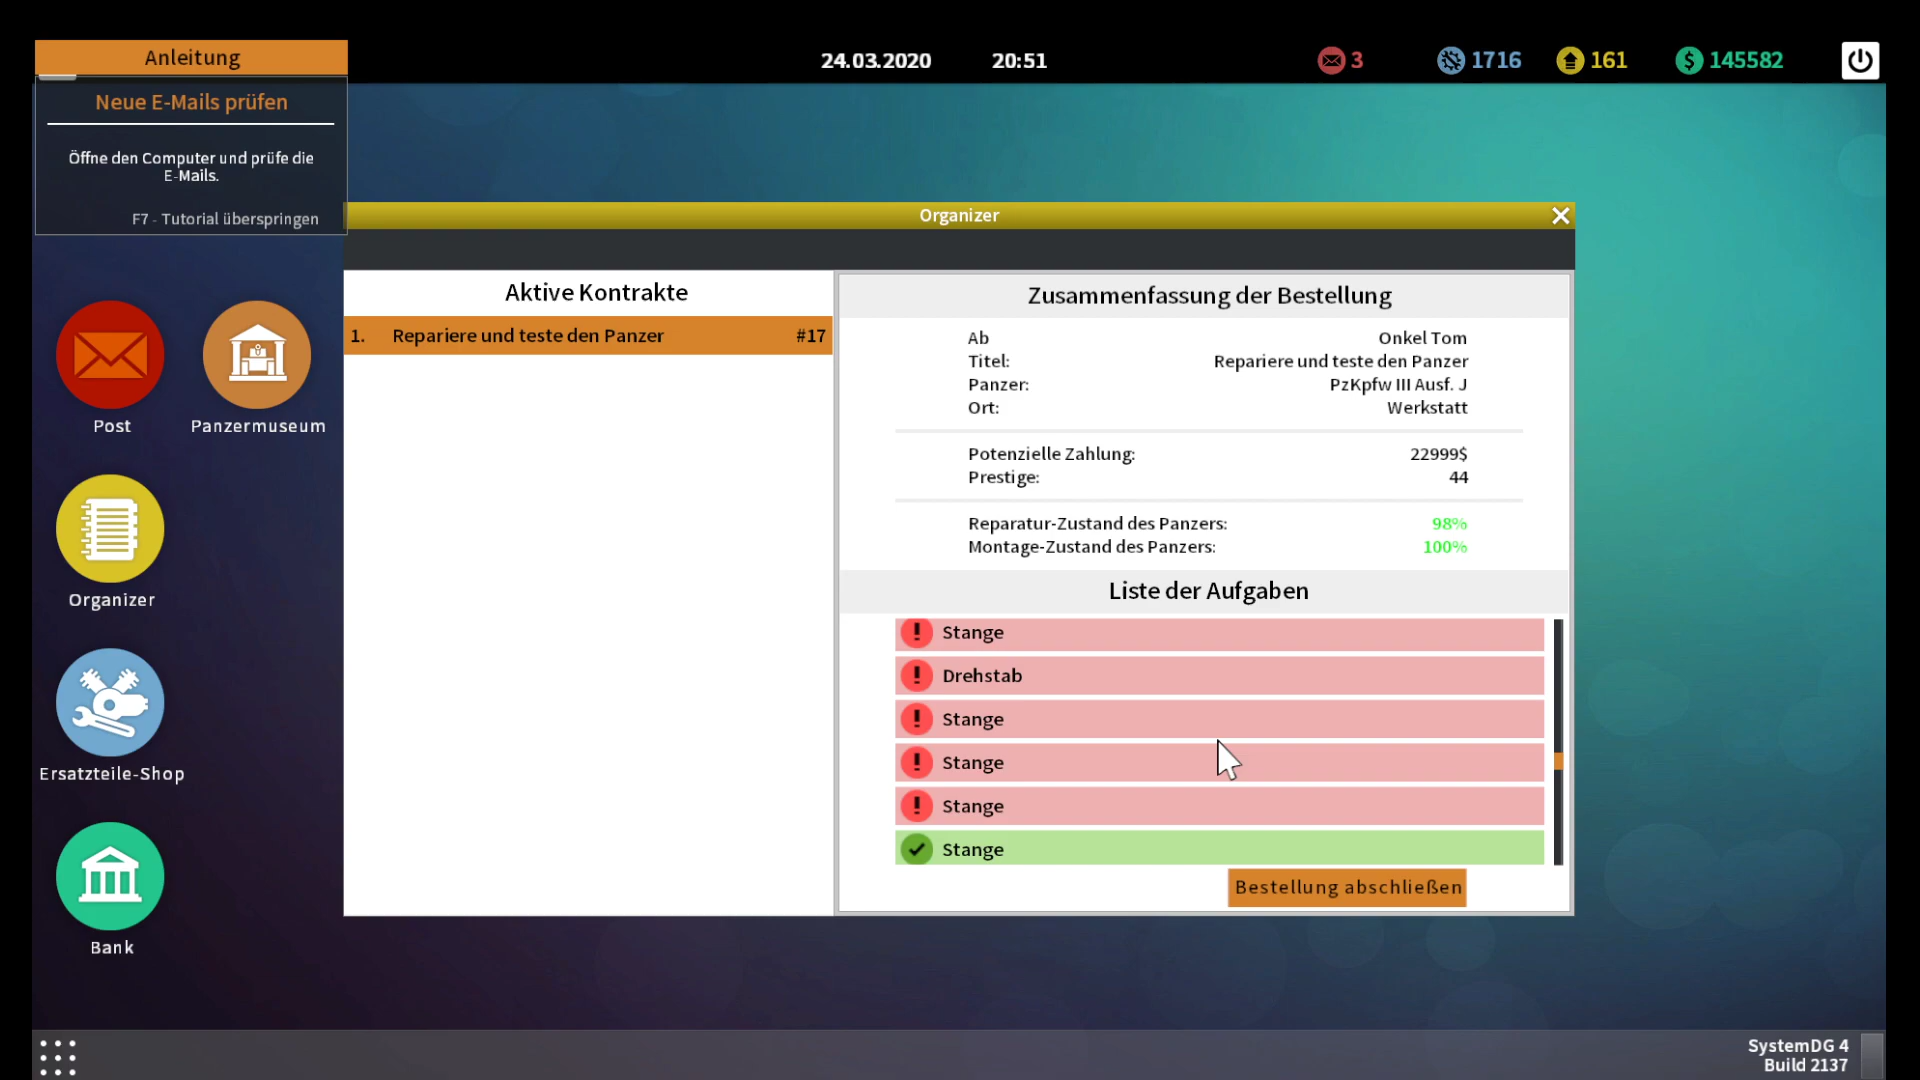 Anleitung
24.03.2020
20:51
3
1716
161
145582
Neue E-Mails prüfen
Öffne den Computer und prüfe die
E-Mails.
F7 - Tutorial überspringen
Organizer
Aktive Kontrakte
1. Repariere und teste den Panzer #17
Zusammenfassung der Bestellung
Ab Onkel Tom
Titel: Repariere und teste den Panzer
Panzer: PzKpfw III Ausf. J
Ort: Werkstatt
Potenzielle Zahlung: 22999$
Prestige: 44
Reparatur-Zustand des Panzers: 98%
Montage-Zustand des Panzers: 100%
Liste der Aufgaben
Stange
Drehstab
Stange
Stange
Stange
Stange
Bestellung abschließen
Post
Panzermuseum
Organizer
Ersatzteile-Shop
Bank
SystemDG 4
Build 2137